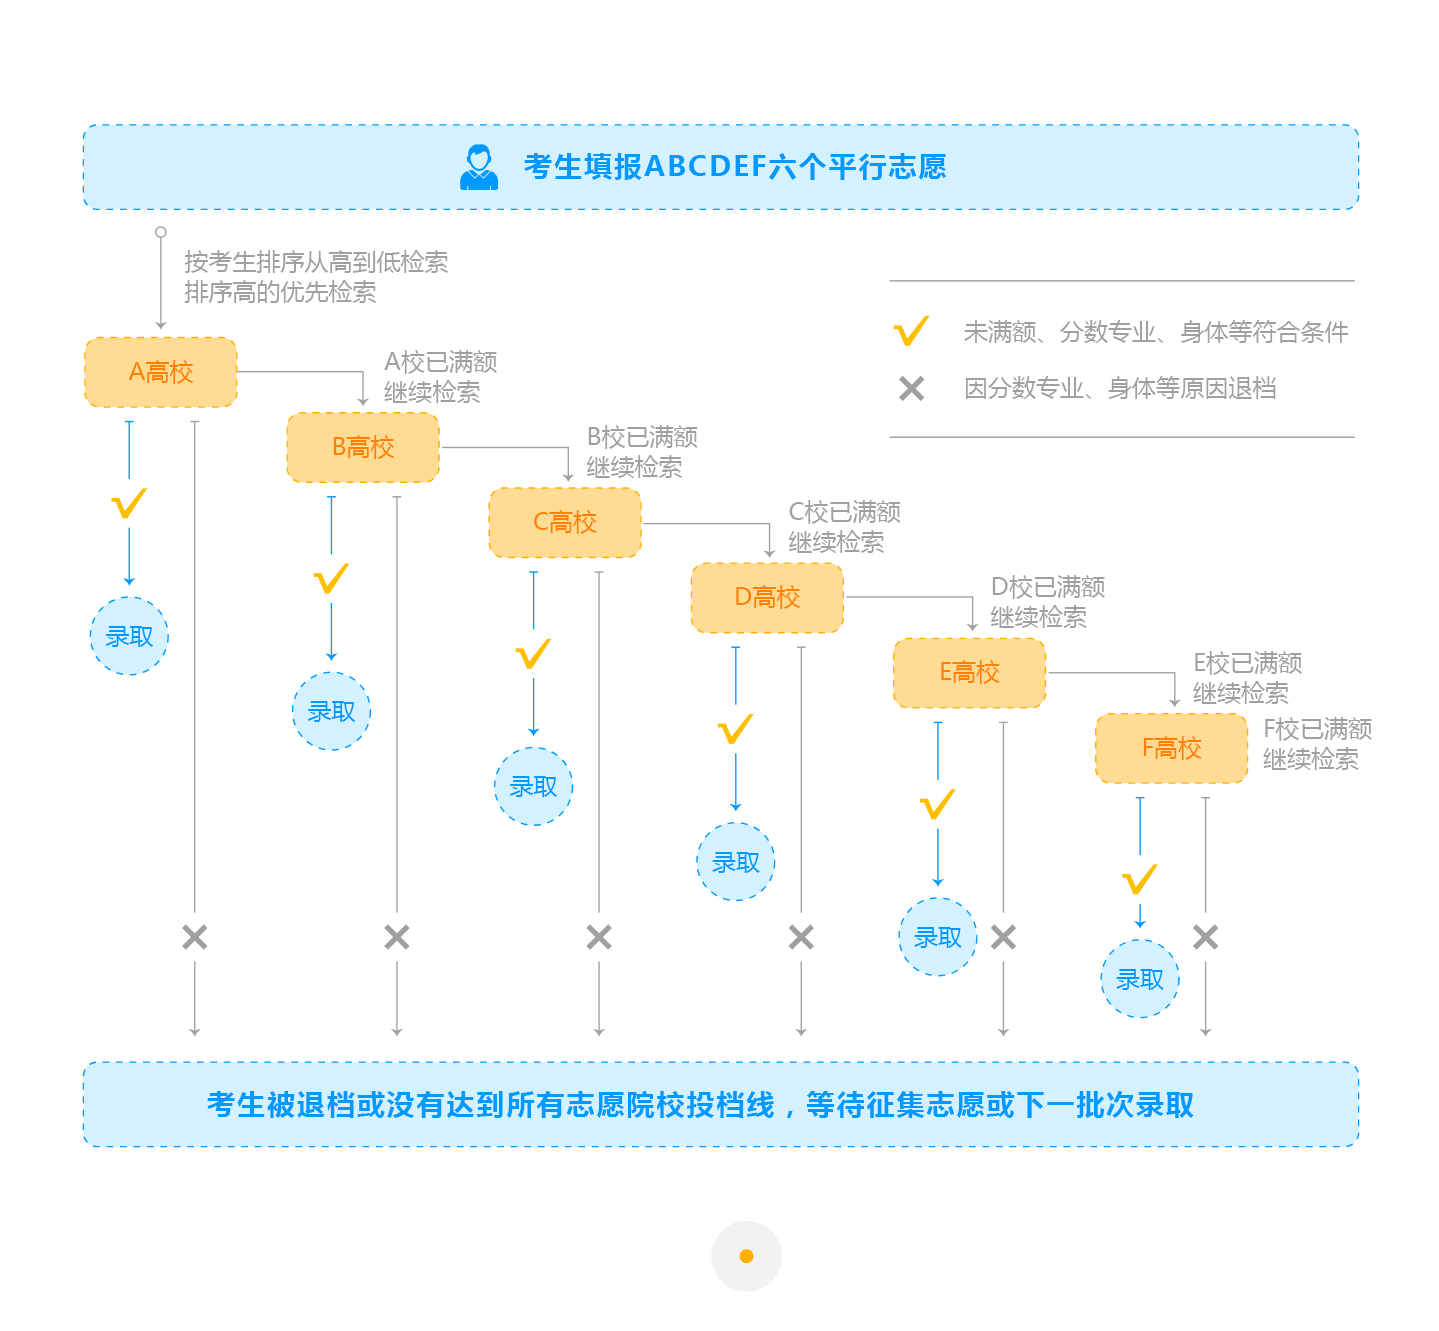 考生填报ABCDEF六个平行志愿
按考生排序从高到低检索
排序高的优先检索
未满额、分数专业、身体等符合条件
因分数专业、身体等原因退档
A高校
A校已满额
继续检索
B高校
B校已满额
继续检索
C高校
C校已满额
继续检索
D高校
D校已满额
继续检索
E高校
E校已满额
继续检索
F高校
F校已满额
继续检索
录取
录取
录取
录取
录取
录取
考生被退档或没有达到所有志愿院校投档线，等待征集志愿或下一批次录取